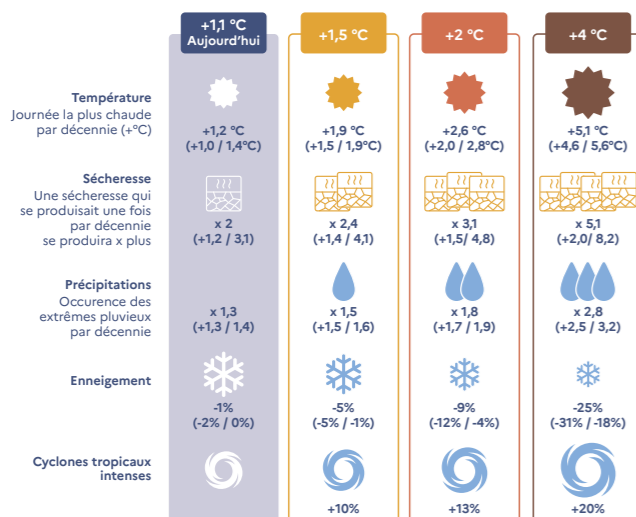 +1,1 °C
Aujourd'hui
+1,5 °C
+2 °C
+4 °C
Température
Journée la plus chaude
par décennie (+°C)
+1,2 °C
(+1,0 / 1,4°C)
+1,9 °C
(+1,5 / 1,9°C)
+2,6 °C
(+2,0 / 2,8°C)
+5,1 °C
(+4,6 / 5,6°C)
Sécheresse
Une sécheresse qui
se produisait une fois
par décennie
se produira x plus
x 2
(+1,2 / 3,1)
x 2,4
(+1,4 / 4,1)
x 3,1
(+1,5/ 4,8)
x 5,1
(+2,0/ 8,2)
Précipitations
Occurence des
extrêmes pluvieux
par décennie
x 1,3
(+1,3 / 1,4)
x 1,5
(+1,5 / 1,6)
x 1,8
(+1,7 / 1,9)
x 2,8
(+2,5 / 3,2)
Enneigement
-1%
(-2% / 0%)
-5%
(-5% / -1%)
-9%
(-12% / -4%)
-25%
(-31% / -18%)
Cyclones tropicaux
intenses
+10%
+13%
+20%